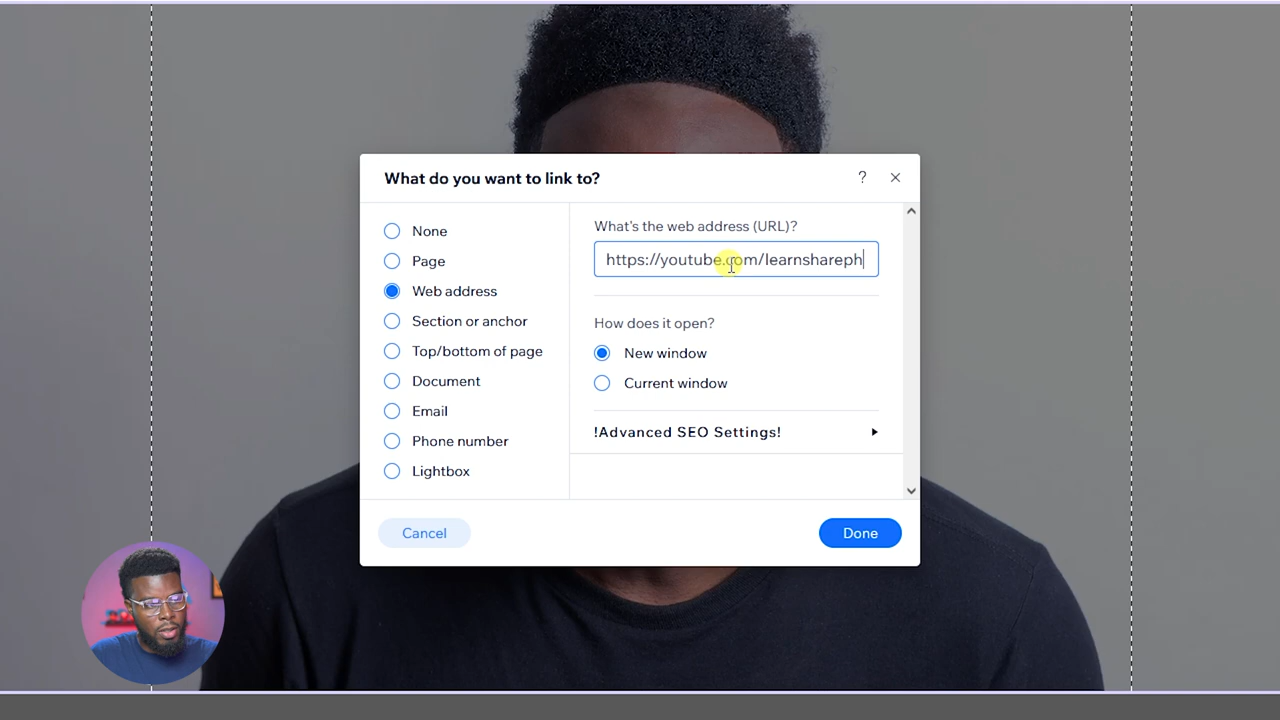 What do you want to link to?
?
None
Page
Web address
Section or anchor
Top/bottom of page
Document
Email
Phone number
Lightbox
What's the web address (URL)?
https://youtube.com/learnshareph
How does it open?
New window
Current window
!Advanced SEO Settings!
Cancel
Done